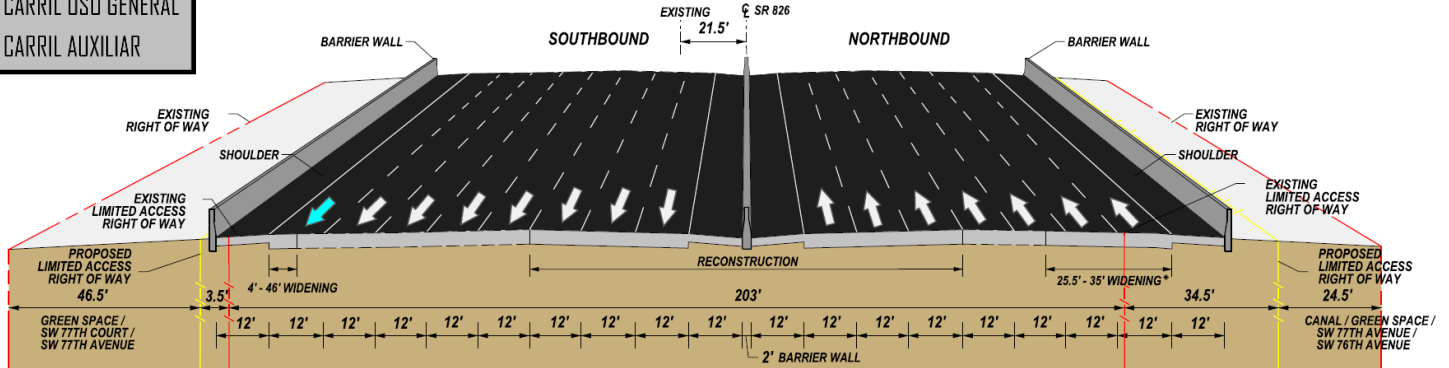 CARRIL USO GENERAL
CARRIL AUXILIAR
EXISTING
21.5'
℄ SR 826
BARRIER WALL
SOUTHBOUND
NORTHBOUND
BARRIER WALL
EXISTING
RIGHT OF WAY
EXISTING
RIGHT OF WAY
SHOULDER
SHOULDER
EXISTING
LIMITED ACCESS
RIGHT OF WAY
EXISTING
LIMITED ACCESS
RIGHT OF WAY
PROPOSED
LIMITED ACCESS
RIGHT OF WAY
RECONSTRUCTION
PROPOSED
LIMITED ACCESS
RIGHT OF WAY
4' - 46' WIDENING
25.5' - 35' WIDENING*
46.5'
3.5'
203'
34.5'
24.5'
GREEN SPACE /
SW 77TH COURT /
SW 77TH AVENUE
12' 12' 12' 12' 12' 12' 12' 12' 12' 12' 12' 12' 12' 12' 12' 12' 12' 12' 12'
CANAL / GREEN SPACE /
SW 77TH AVENUE /
SW 76TH AVENUE
2' BARRIER WALL